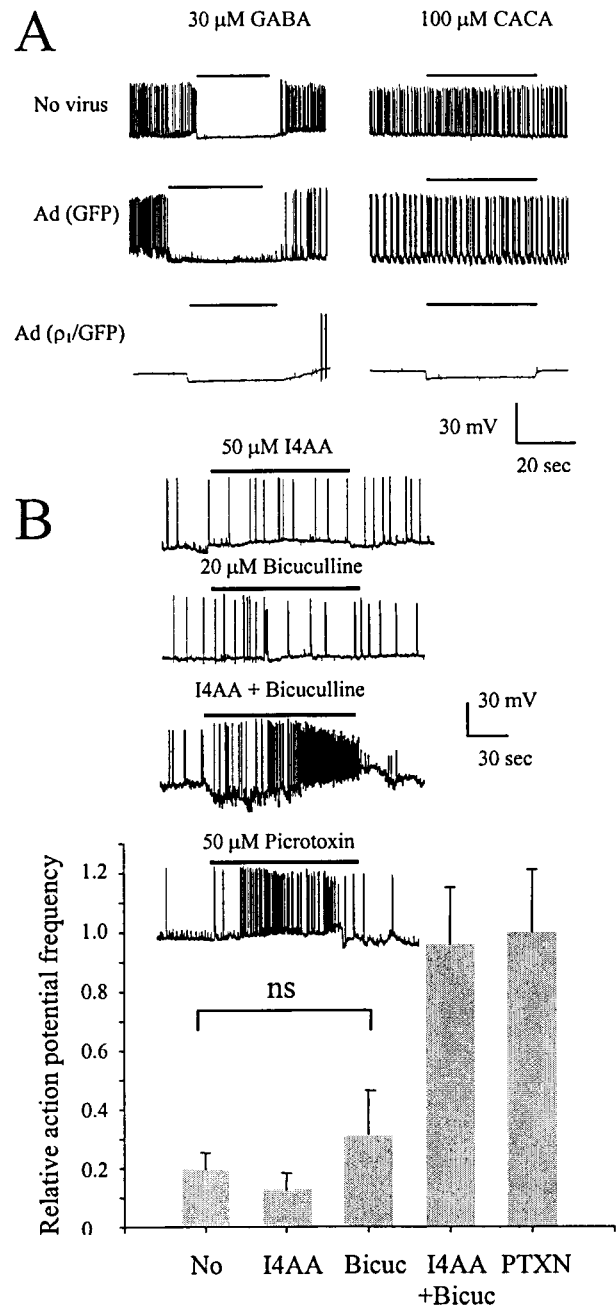 A
30 μM GABA 100 μM CACA
No virus
Ad (GFP)
Ad (ρ₁/GFP)
30 mV
20 sec
50 μM I4AA
B
20 μM Bicuculline
I4AA + Bicuculline
30 mV
30 sec
50 μM Picrotoxin
Relative action potential frequency
1.2
1.0
0.8
ns
0.6
0.4
0.2
0
No I4AA Bicuc I4AA +Bicuc PTXN